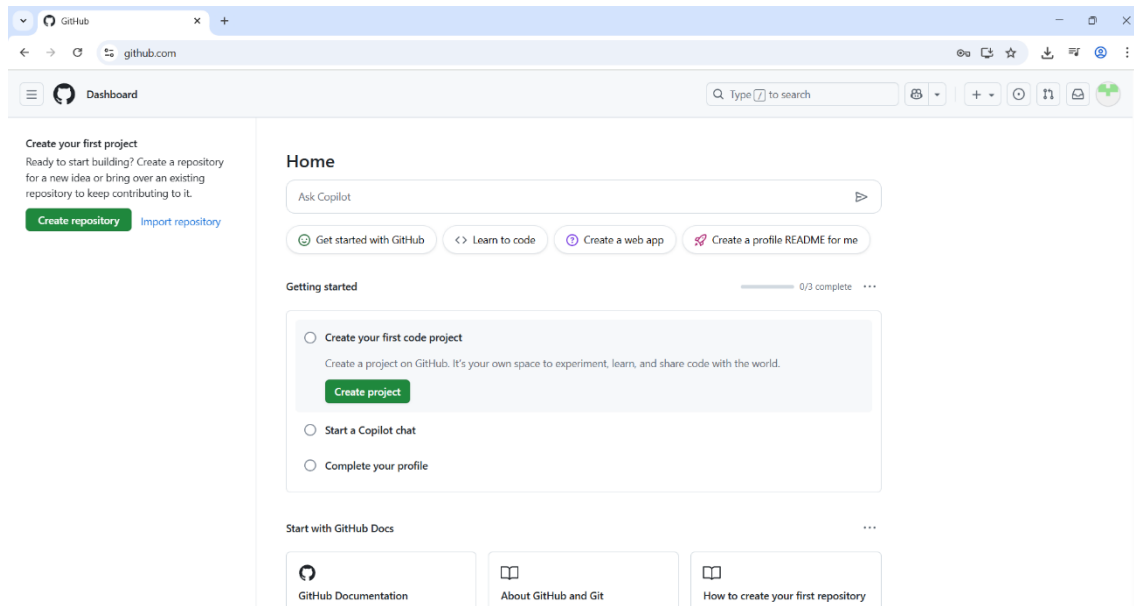 GitHub
github.com
Dashboard
Type / to search
Create your first project
Ready to start building? Create a repository
for a new idea or bring over an existing
repository to keep contributing to it.
Create repository
Import repository
Home
Ask Copilot
Get started with GitHub
Learn to code
Create a web app
Create a profile README for me
Getting started
0/3 complete
Create your first code project
Create a project on GitHub. It's your own space to experiment, learn, and share code with the world.
Create project
Start a Copilot chat
Complete your profile
Start with GitHub Docs
GitHub Documentation
About GitHub and Git
How to create your first repository